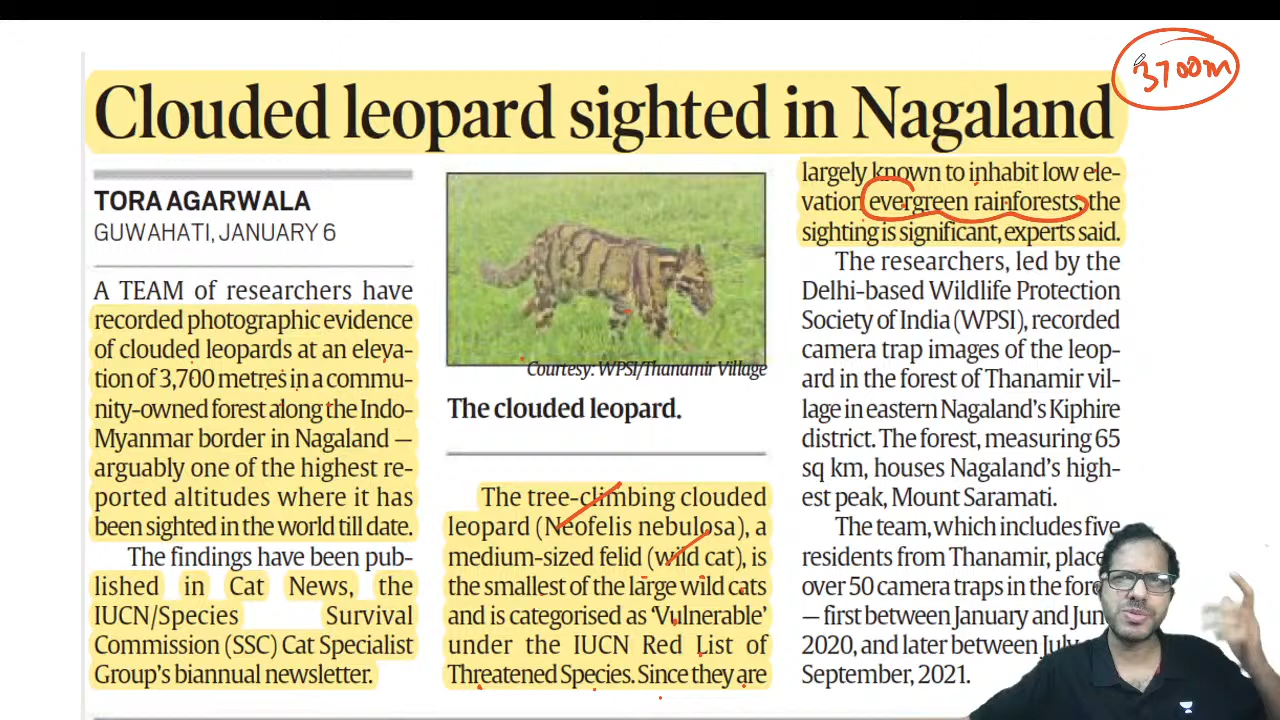 3700m
Clouded leopard sighted in Nagaland
TORA AGARWALA
GUWAHATI, JANUARY 6
A TEAM of researchers have
recorded photographic evidence
of clouded leopards at an eleva-
tion of 3,700 metres in a commu-
nity-owned forest along the Indo-
Myanmar border in Nagaland —
arguably one of the highest re-
ported altitudes where it has
been sighted in the world till date.
The findings have been pub-
lished in Cat News, the
IUCN/Species Survival
Commission (SSC) Cat Specialist
Group's biannual newsletter.
Courtesy: WPSI/Thanamir Village
The clouded leopard.
The tree-climbing clouded
leopard (Neofelis nebulosa), a
medium-sized felid (wild cat), is
the smallest of the large wild cats
and is categorised as ‘Vulnerable’
under the IUCN Red List of
Threatened Species. Since they are
largely known to inhabit low ele-
vation evergreen rainforests, the
sighting is significant, experts said.
The researchers, led by the
Delhi-based Wildlife Protection
Society of India (WPSI), recorded
camera trap images of the leop-
ard in the forest of Thanamir vil-
lage in eastern Nagaland's Kiphire
district. The forest, measuring 65
sq km, houses Nagaland's high-
est peak, Mount Saramati.
The team, which includes five
residents from Thanamir, place
over 50 camera traps in the fore
— first between January and Jun
2020, and later between July
September, 2021.